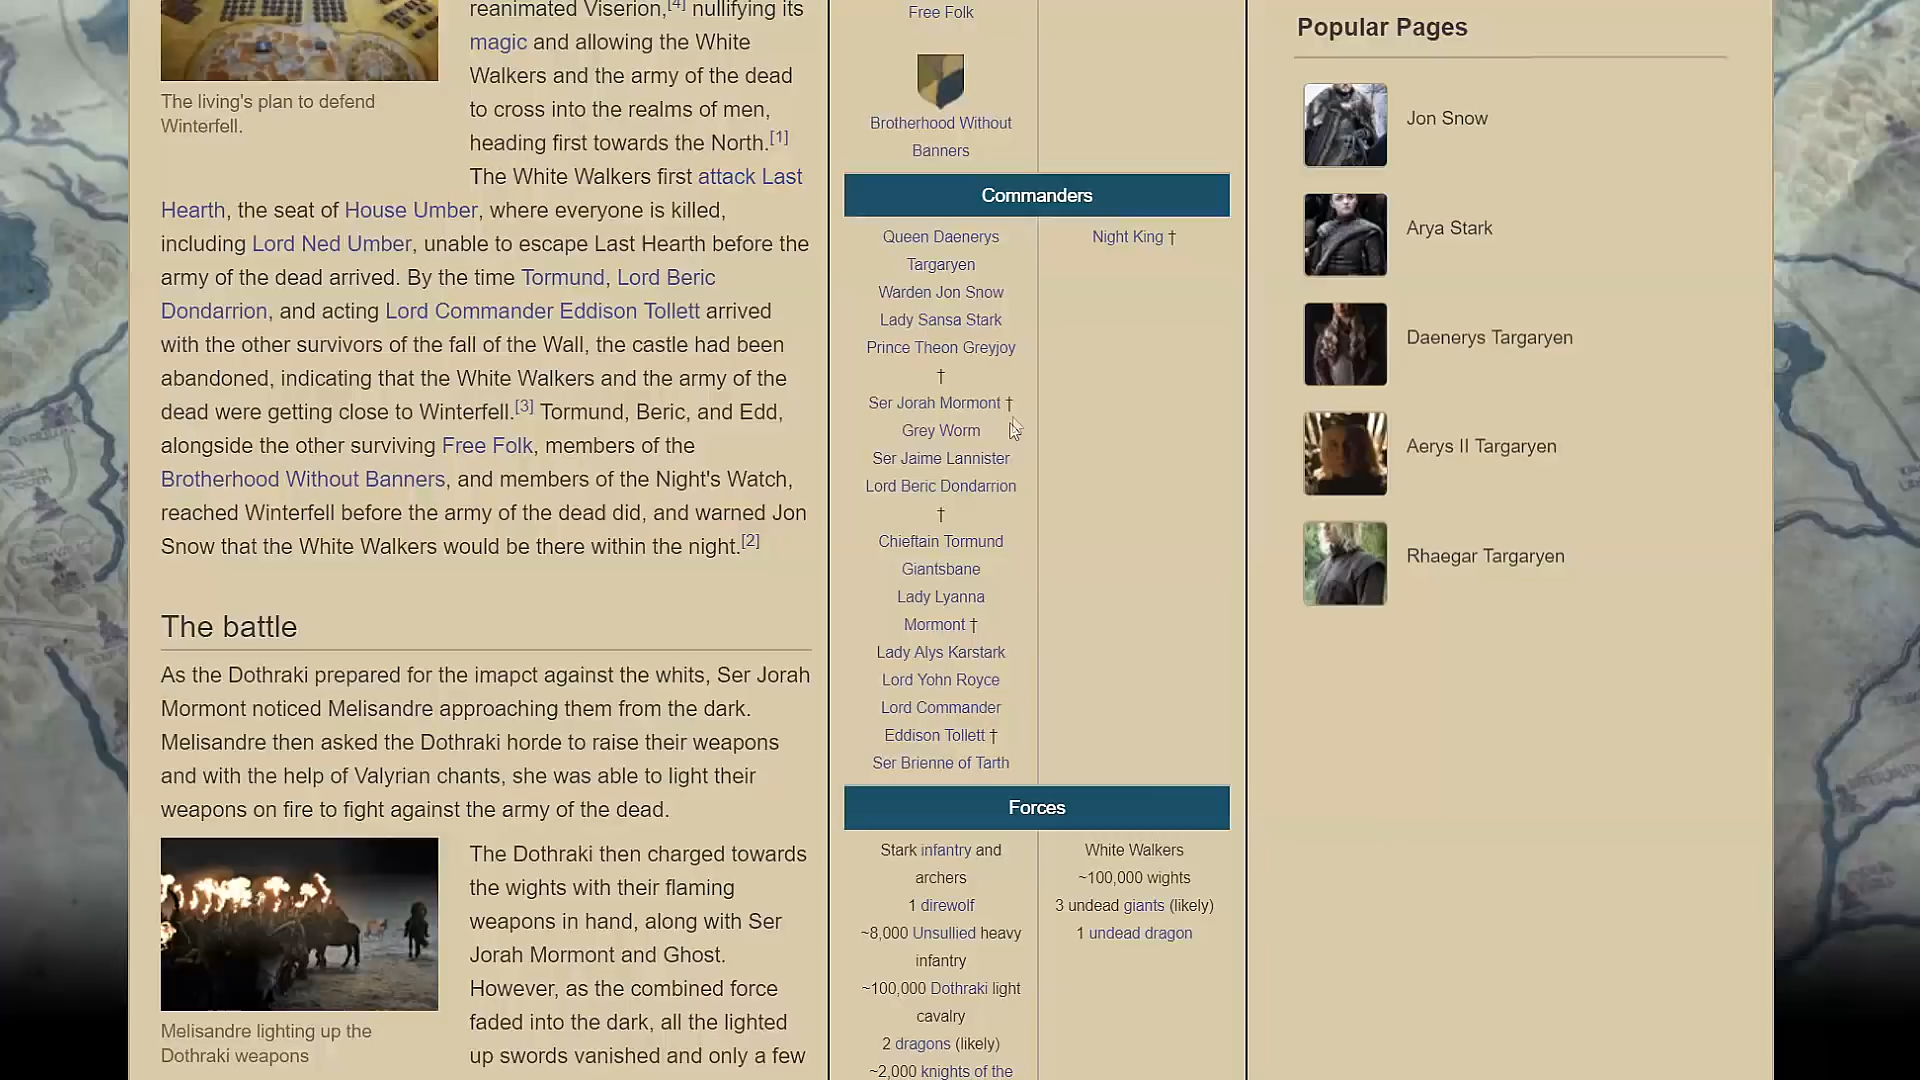 reanimated Viserion,[4] nullifying its
magic and allowing the White
Walkers and the army of the dead
to cross into the realms of men,
heading first towards the North.[1]
The White Walkers first attack Last
The living's plan to defend
Winterfell.
Hearth, the seat of House Umber, where everyone is killed,
including Lord Ned Umber, unable to escape Last Hearth before the
army of the dead arrived. By the time Tormund, Lord Beric
Dondarrion, and acting Lord Commander Eddison Tollett arrived
with the other survivors of the fall of the Wall, the castle had been
abandoned, indicating that the White Walkers and the army of the
dead were getting close to Winterfell.[3] Tormund, Beric, and Edd,
alongside the other surviving Free Folk, members of the
Brotherhood Without Banners, and members of the Night's Watch,
reached Winterfell before the army of the dead did, and warned Jon
Snow that the White Walkers would be there within the night.[2]
The battle
As the Dothraki prepared for the imapct against the whits, Ser Jorah
Mormont noticed Melisandre approaching them from the dark.
Melisandre then asked the Dothraki horde to raise their weapons
and with the help of Valyrian chants, she was able to light their
weapons on fire to fight against the army of the dead.
The Dothraki then charged towards
the wights with their flaming
weapons in hand, along with Ser
Jorah Mormont and Ghost.
However, as the combined force
faded into the dark, all the lighted
up swords vanished and only a few
Melisandre lighting up the
Dothraki weapons
Free Folk
Brotherhood Without
Banners
Commanders
Queen Daenerys
Targaryen
Warden Jon Snow
Lady Sansa Stark
Prince Theon Greyjoy
†
Ser Jorah Mormont †
Grey Worm
Ser Jaime Lannister
Lord Beric Dondarrion
†
Chieftain Tormund
Giantsbane
Lady Lyanna
Mormont †
Lady Alys Karstark
Lord Yohn Royce
Lord Commander
Eddison Tollett †
Ser Brienne of Tarth
Night King †
Forces
Stark infantry and
archers
1 direwolf
~8,000 Unsullied heavy
infantry
~100,000 Dothraki light
cavalry
2 dragons (likely)
~2,000 knights of the
White Walkers
~100,000 wights
3 undead giants (likely)
1 undead dragon
Popular Pages
Jon Snow
Arya Stark
Daenerys Targaryen
Aerys II Targaryen
Rhaegar Targaryen